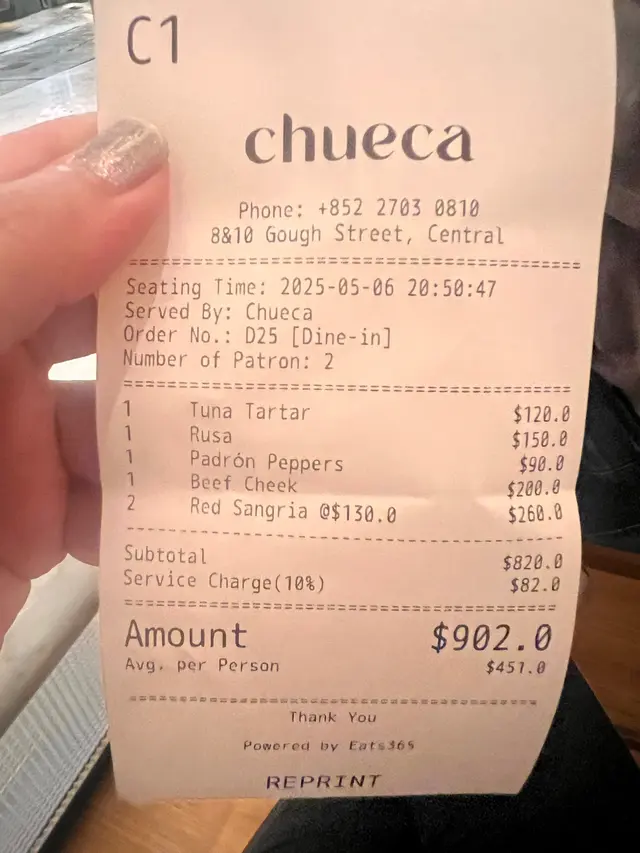 C1
chueca
Phone: +852 2703 0810
8&10 Gough Street, Central
Seating Time: 2025-05-06 20:50:47
Served By: Chueca
Order No.: D25 [Dine-in]
Number of Patron: 2
1 Tuna Tartar $120.0
1 Rusa $150.0
1 Padrón Peppers $90.0
1 Beef Cheek $200.0
2 Red Sangria @$130.0 $260.0
Subtotal $820.0
Service Charge(10%) $82.0
Amount $902.0
Avg. per Person $451.0
Thank You
Powered by Eats365
REPRINT